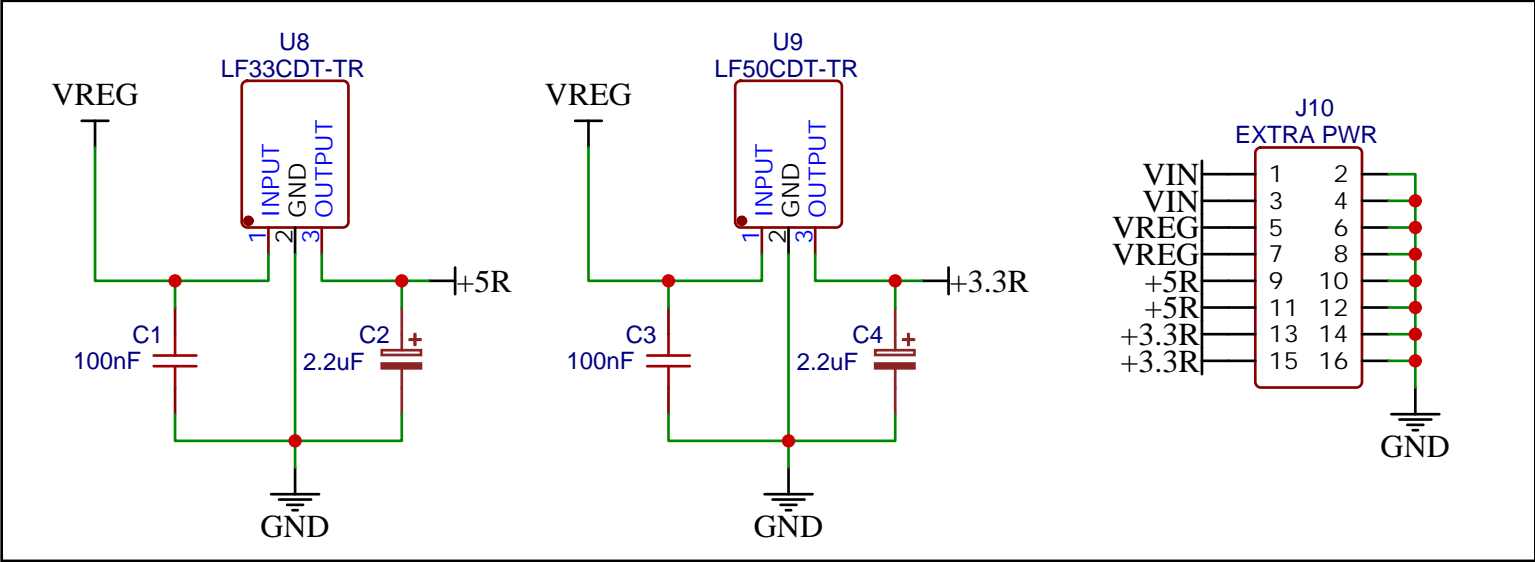 U8
LF33CDT-TR
VREG
INPUT
GND
OUTPUT
1
2
3
+5R
C1
100nF
C2
+
2.2uF
GND
U9
LF50CDT-TR
VREG
INPUT
GND
OUTPUT
1
2
3
+3.3R
C3
100nF
C4
+
2.2uF
GND
J10
EXTRA PWR
VIN 1 2
VIN 3 4
VREG 5 6
VREG 7 8
+5R 9 10
+5R 11 12
+3.3R 13 14
+3.3R 15 16
GND